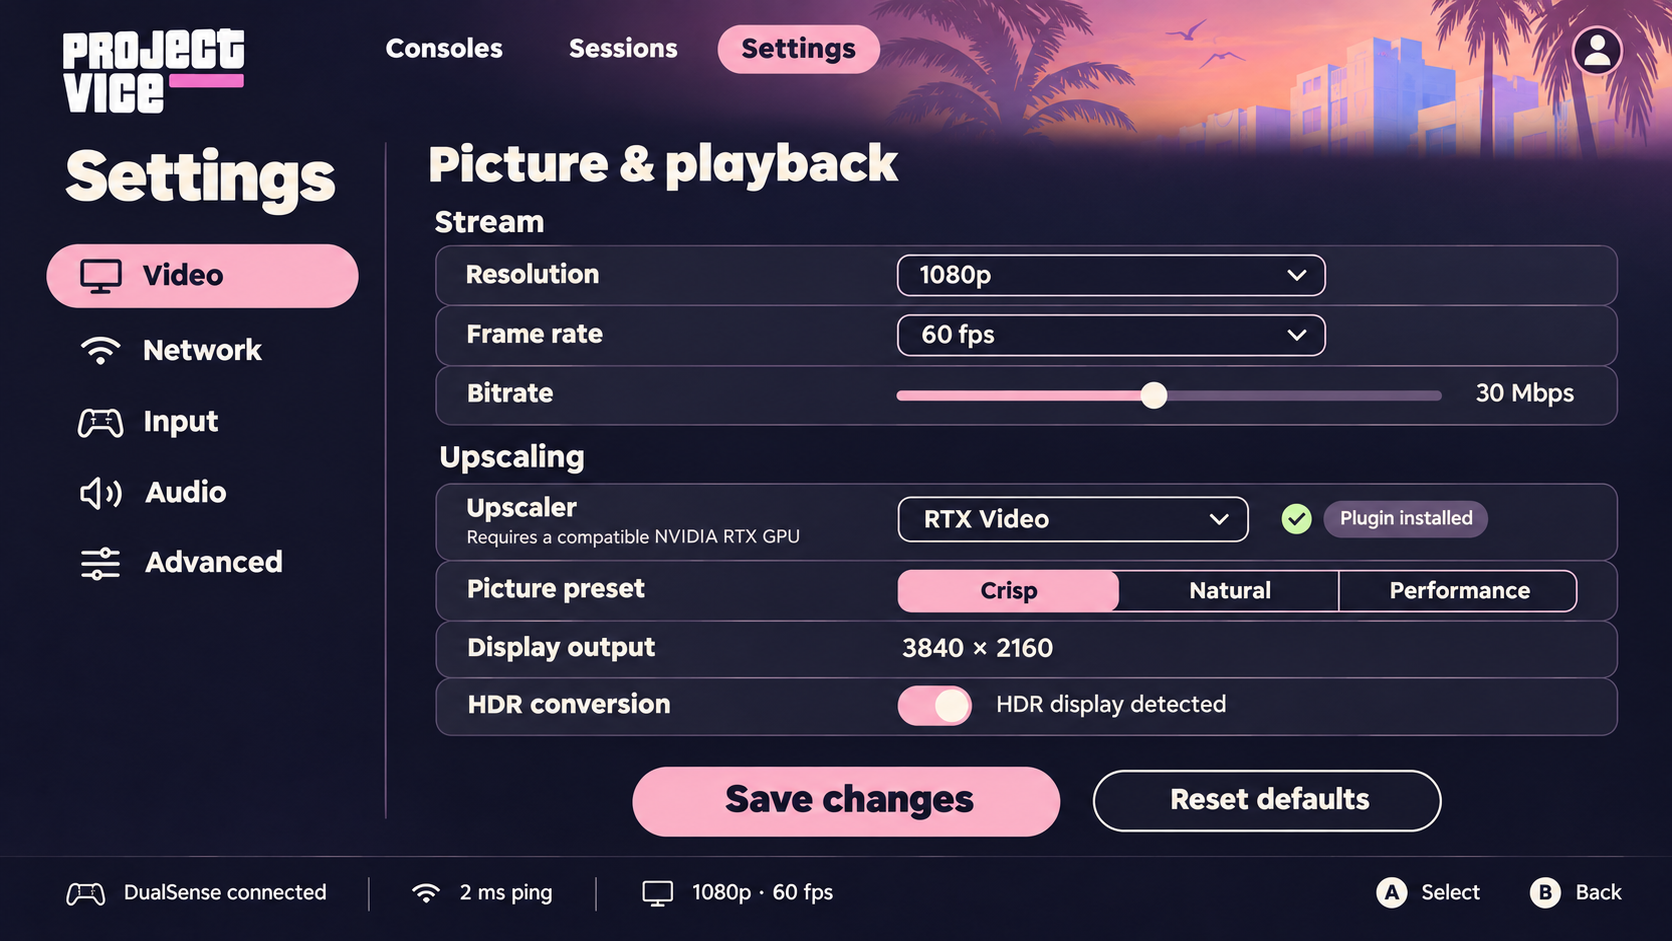 PROJECT
VICE
Consoles
Sessions
Settings
Settings
Video
Network
Input
Audio
Advanced
Picture & playback
Stream
Resolution
1080p
Frame rate
60 fps
Bitrate
30 Mbps
Upscaling
Upscaler
Requires a compatible NVIDIA RTX GPU
RTX Video
Plugin installed
Picture preset
Crisp
Natural
Performance
Display output
3840 × 2160
HDR conversion
HDR display detected
Save changes
Reset defaults
DualSense connected
2 ms ping
1080p · 60 fps
A Select
B Back